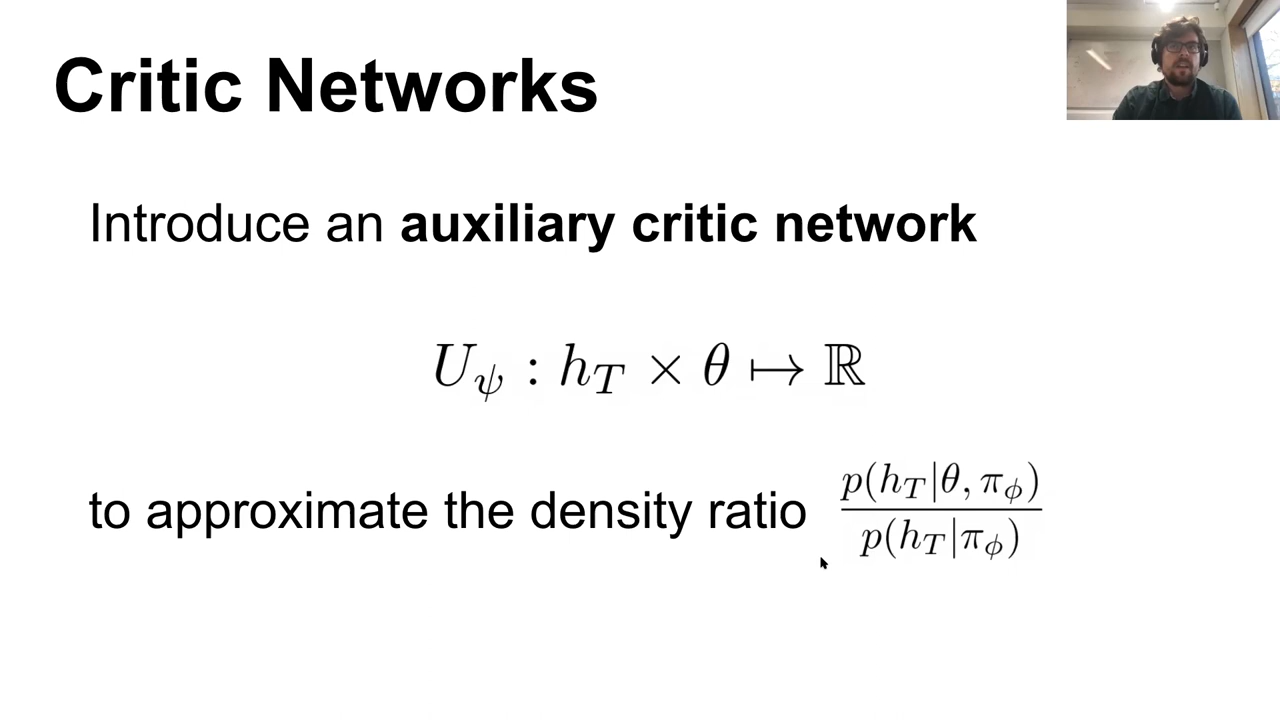 Critic Networks
Introduce an auxiliary critic network
U_ψ : h_T × θ ↦ ℝ
to approximate the density ratio p(h_T|θ, π_ϕ) / p(h_T|π_ϕ)